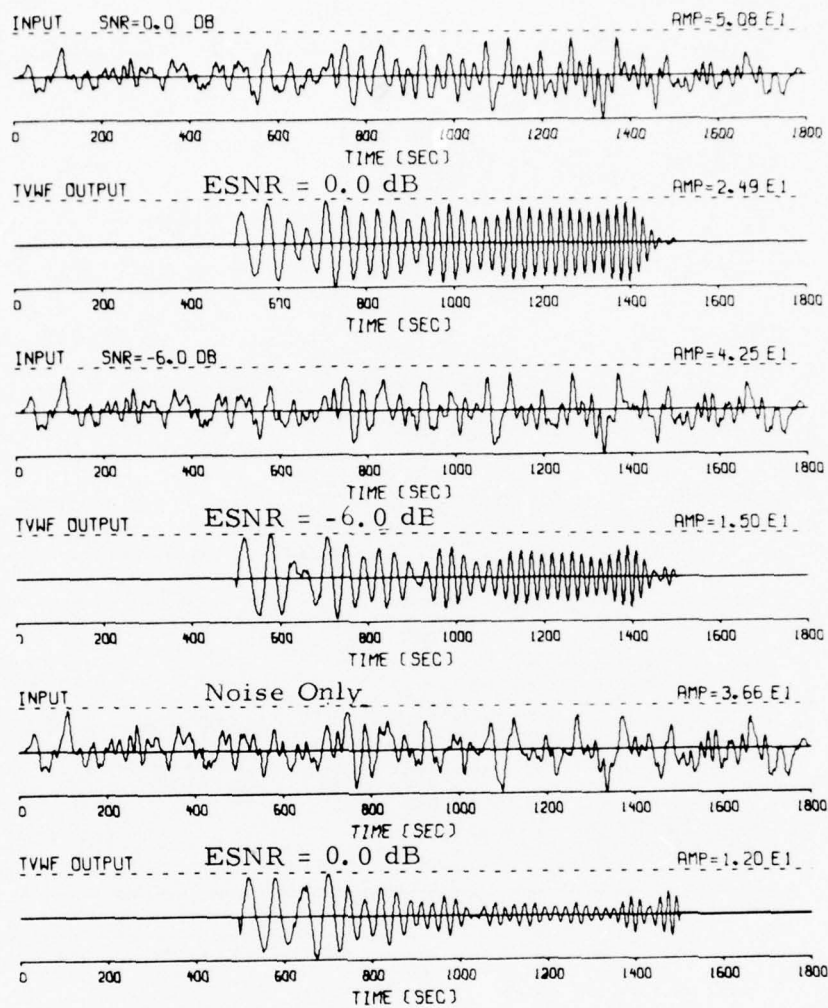 INPUT SNR=0.0 DB AMP=5.08 E1
0 200 400 600 800 1000 1200 1400 1600 1800
TIME (SEC)
TVWF OUTPUT ESNR = 0.0 dB AMP=2.49 E1
0 200 400 600 800 1000 1200 1400 1600 1800
TIME (SEC)
INPUT SNR=-6.0 DB AMP=4.25 E1
0 200 400 600 800 1000 1200 1400 1600 1800
TIME (SEC)
TVWF OUTPUT ESNR = -6.0 dB AMP=1.50 E1
200 400 600 800 1000 1200 1400 1600 1800
TIME (SEC)
INPUT Noise Only AMP=3.66 E1
0 200 400 600 800 1000 1200 1400 1600 1800
TIME (SEC)
TVWF OUTPUT ESNR = 0.0 dB AMP=1.20 E1
0 200 400 600 800 1000 1200 1400 1600 1800
TIME (SEC)